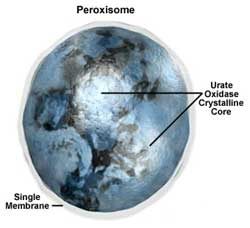 Peroxisome
Urate
Oxidase
Crystalline
Core
Single
Membrane